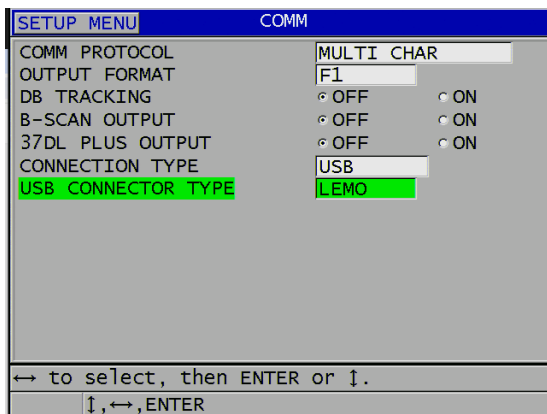 SETUP MENU COMM
COMM PROTOCOL MULTI CHAR
OUTPUT FORMAT F1
DB TRACKING OFF ON
B-SCAN OUTPUT OFF ON
37DL PLUS OUTPUT OFF ON
CONNECTION TYPE USB
USB CONNECTOR TYPE LEMO
↔ to select, then ENTER or ↕.
↕,↔,ENTER